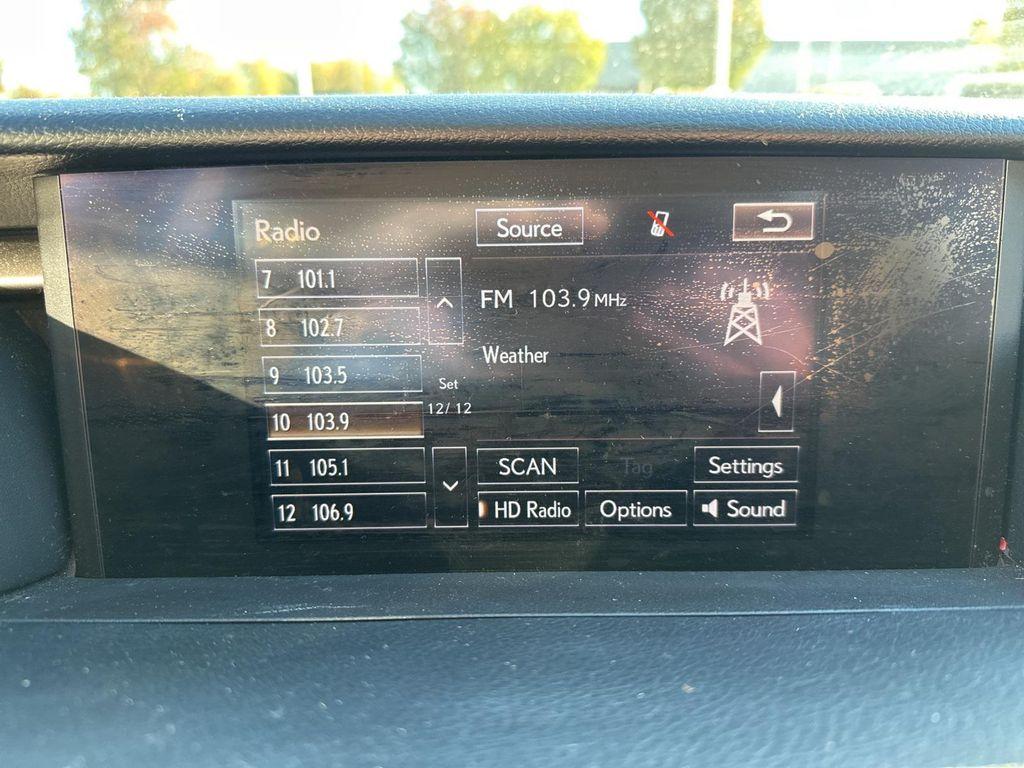 Radio
Source
7 101.1
8 102.7
9 103.5
10 103.9
11 105.1
12 106.9
Set
12/12
FM 103.9 MHz
Weather
SCAN
Tag
Settings
HD Radio
Options
Sound